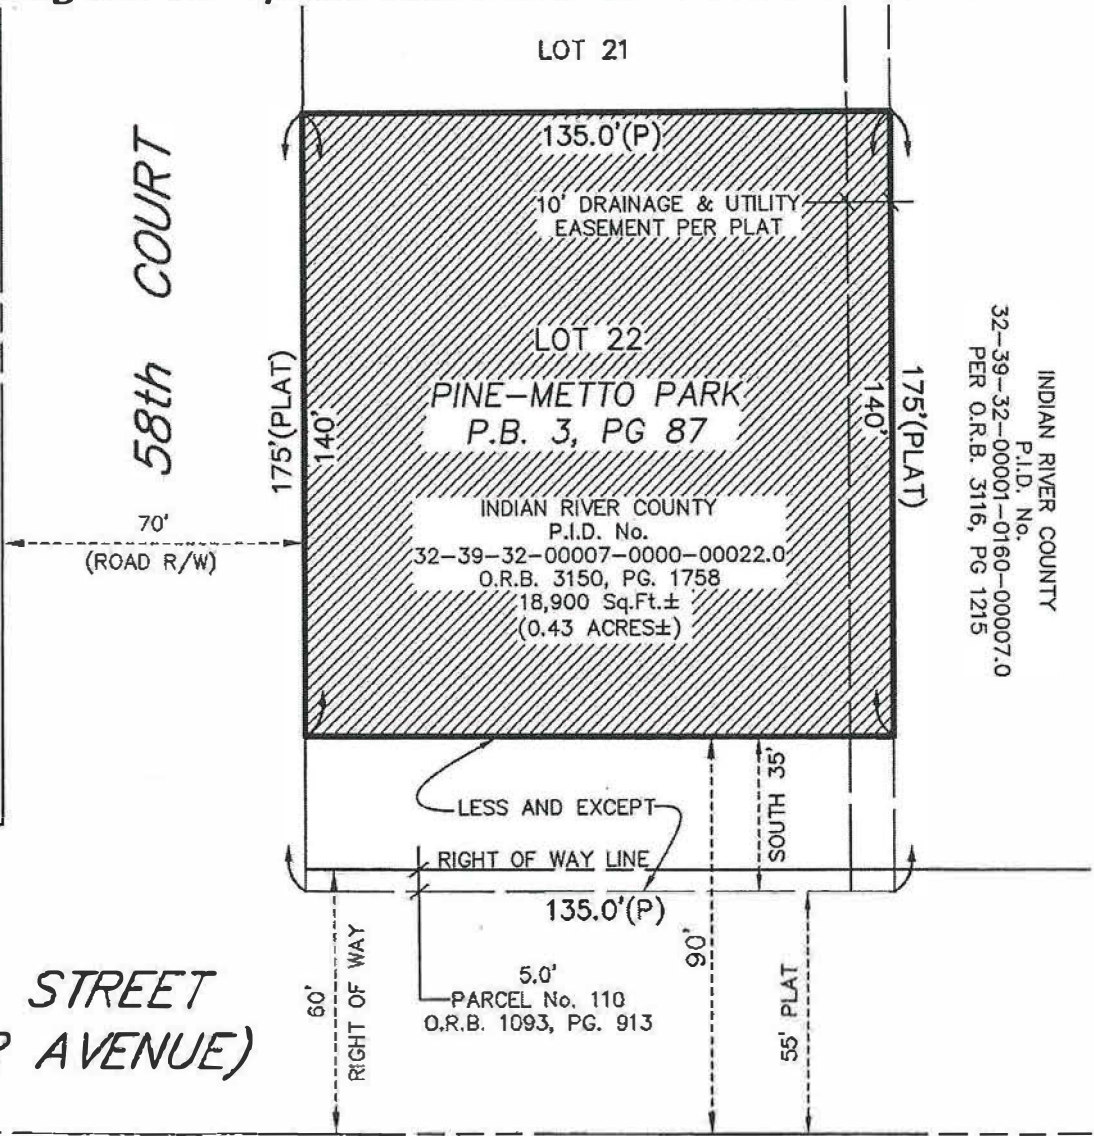 LOT 21
135.0'(P)
10' DRAINAGE & UTILITY
EASEMENT PER PLAT
58th COURT
70'
(ROAD R/W)
175'(PLAT)
140'
LOT 22
PINE-METTO PARK
P.B. 3, PG 87
INDIAN RIVER COUNTY
P.I.D. No.
32-39-32-00007-0000-00022.0
O.R.B. 3150, PG. 1758
18,900 Sq.Ft.±
(0.43 ACRES±)
140'
175'(PLAT)
INDIAN RIVER COUNTY
P.I.D. No.
32-39-32-00001-0160-00007.0
PER O.R.B. 3116, PG 1215
LESS AND EXCEPT
SOUTH 35'
RIGHT OF WAY LINE
135.0'(P)
60'
RIGHT OF WAY
5.0'
PARCEL No. 110
O.R.B. 1093, PG. 913
90'
55' PLAT
STREET
AVENUE)